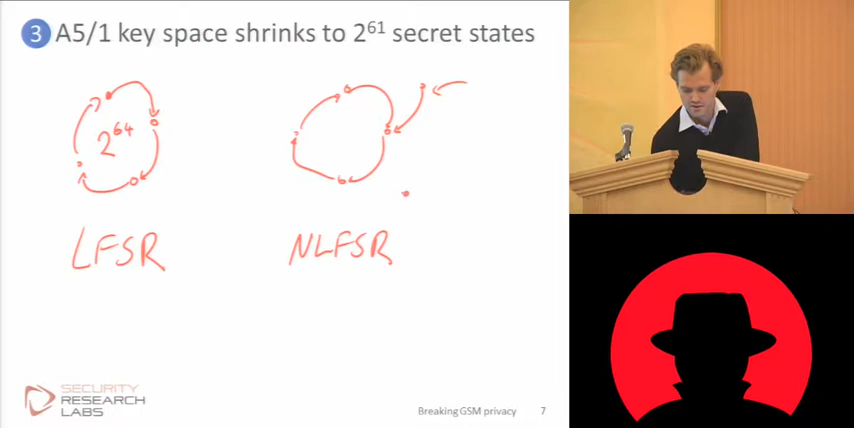 3 A5/1 key space shrinks to 2^61 secret states
2^64
LFSR
NLFSR
SECURITY
RESEARCH
LABS
Breaking GSM privacy 7